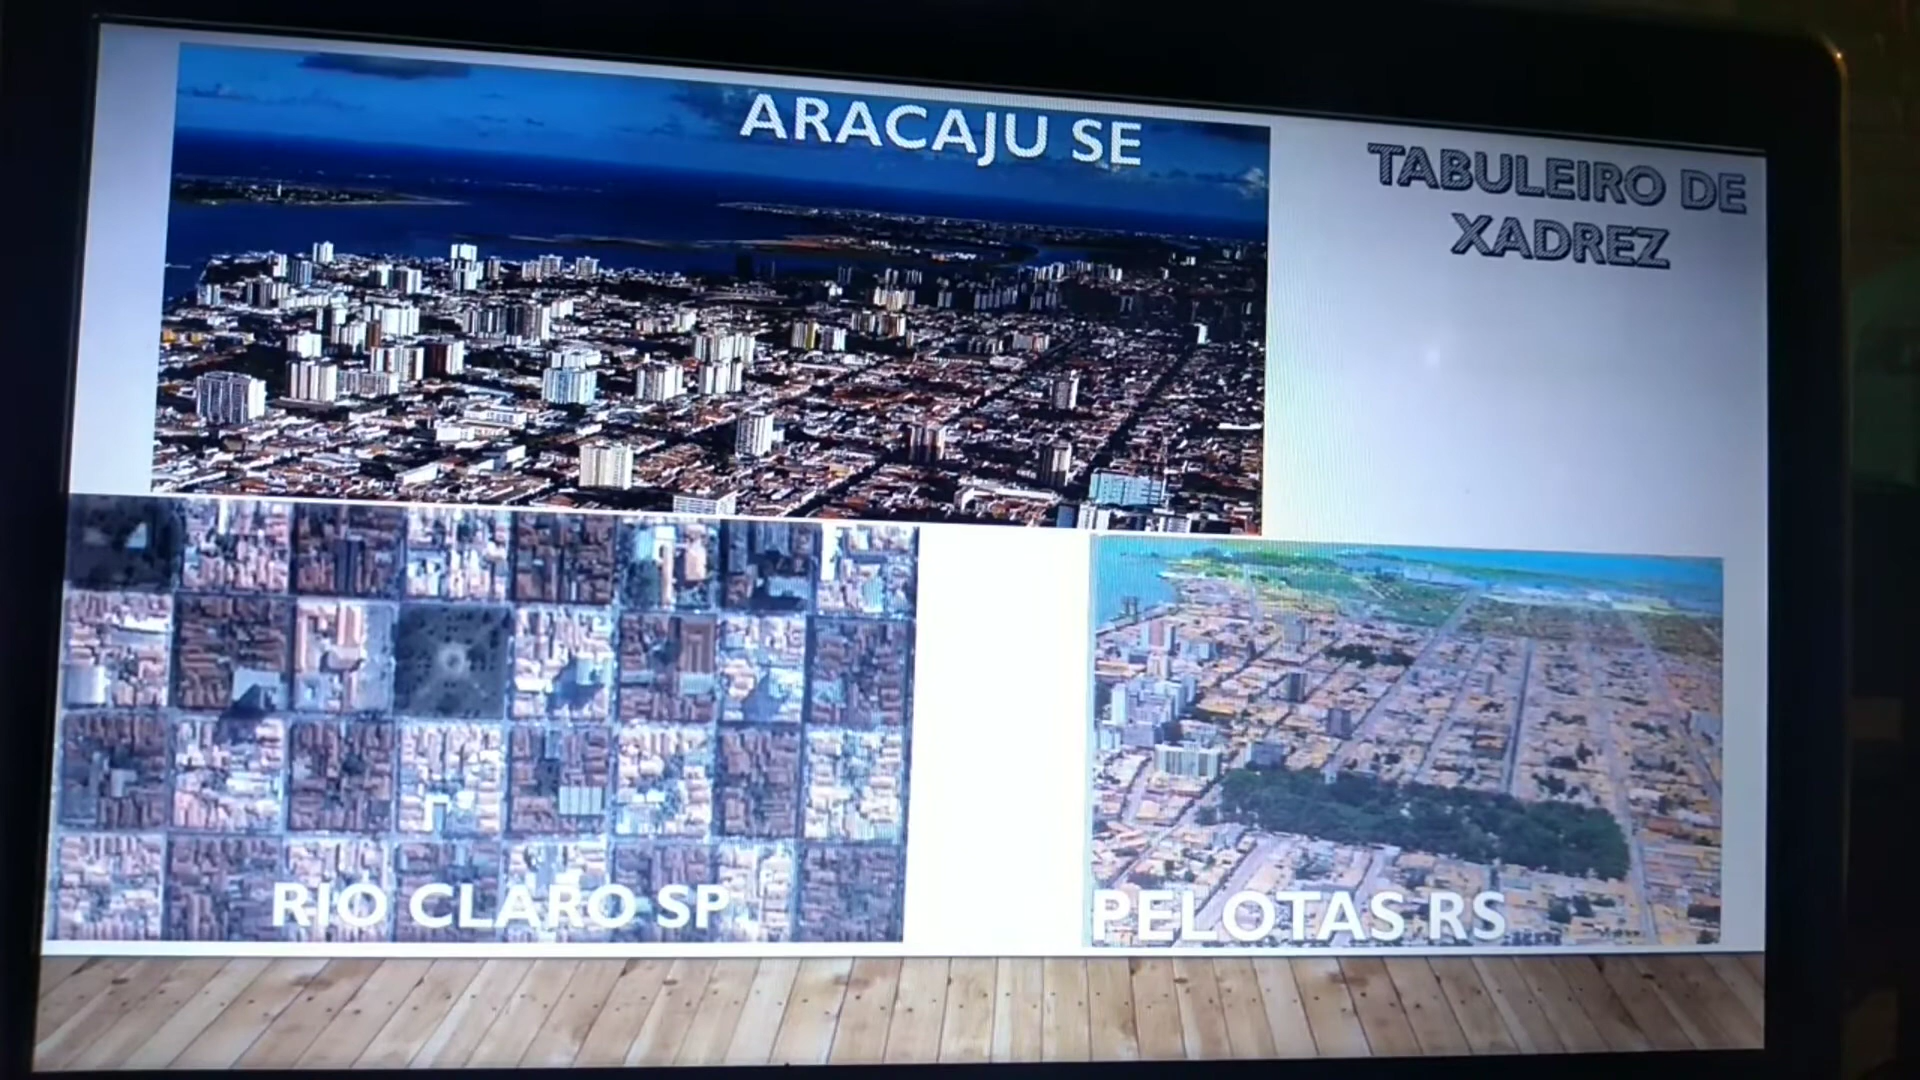 ARACAJU SE
TABULEIRO DE
XADREZ
RIO CLARO SP
PELOTAS RS